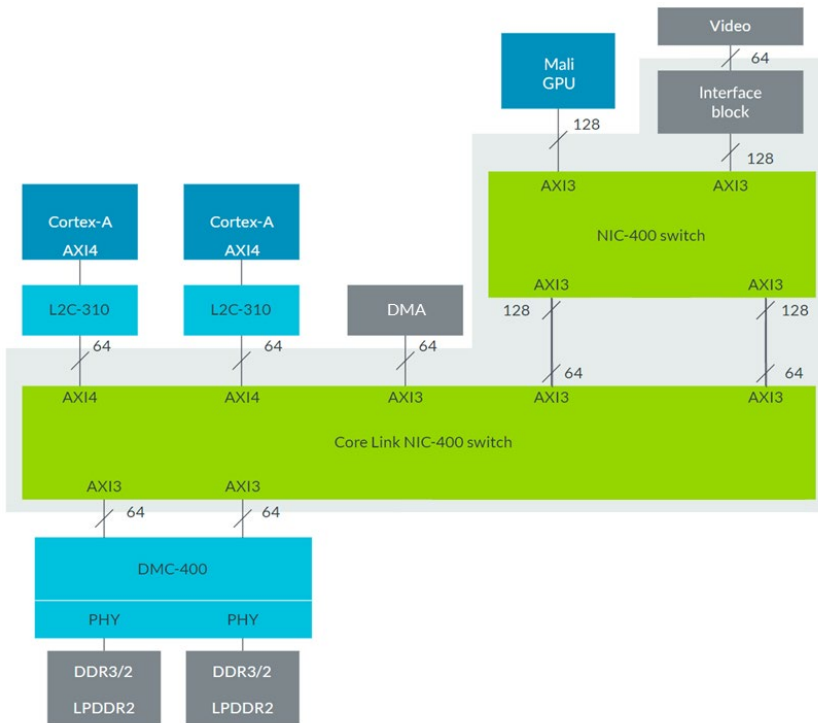 Video
64
Mali
GPU
Interface
block
128
128
AXI3
AXI3
NIC-400 switch
AXI3
AXI3
128
128
64
64
Cortex-A
AXI4
Cortex-A
AXI4
L2C-310
L2C-310
DMA
64
64
64
AXI4
AXI4
AXI3
AXI3
AXI3
Core Link NIC-400 switch
AXI3
AXI3
64
64
DMC-400
PHY
PHY
DDR3/2
LPDDR2
DDR3/2
LPDDR2